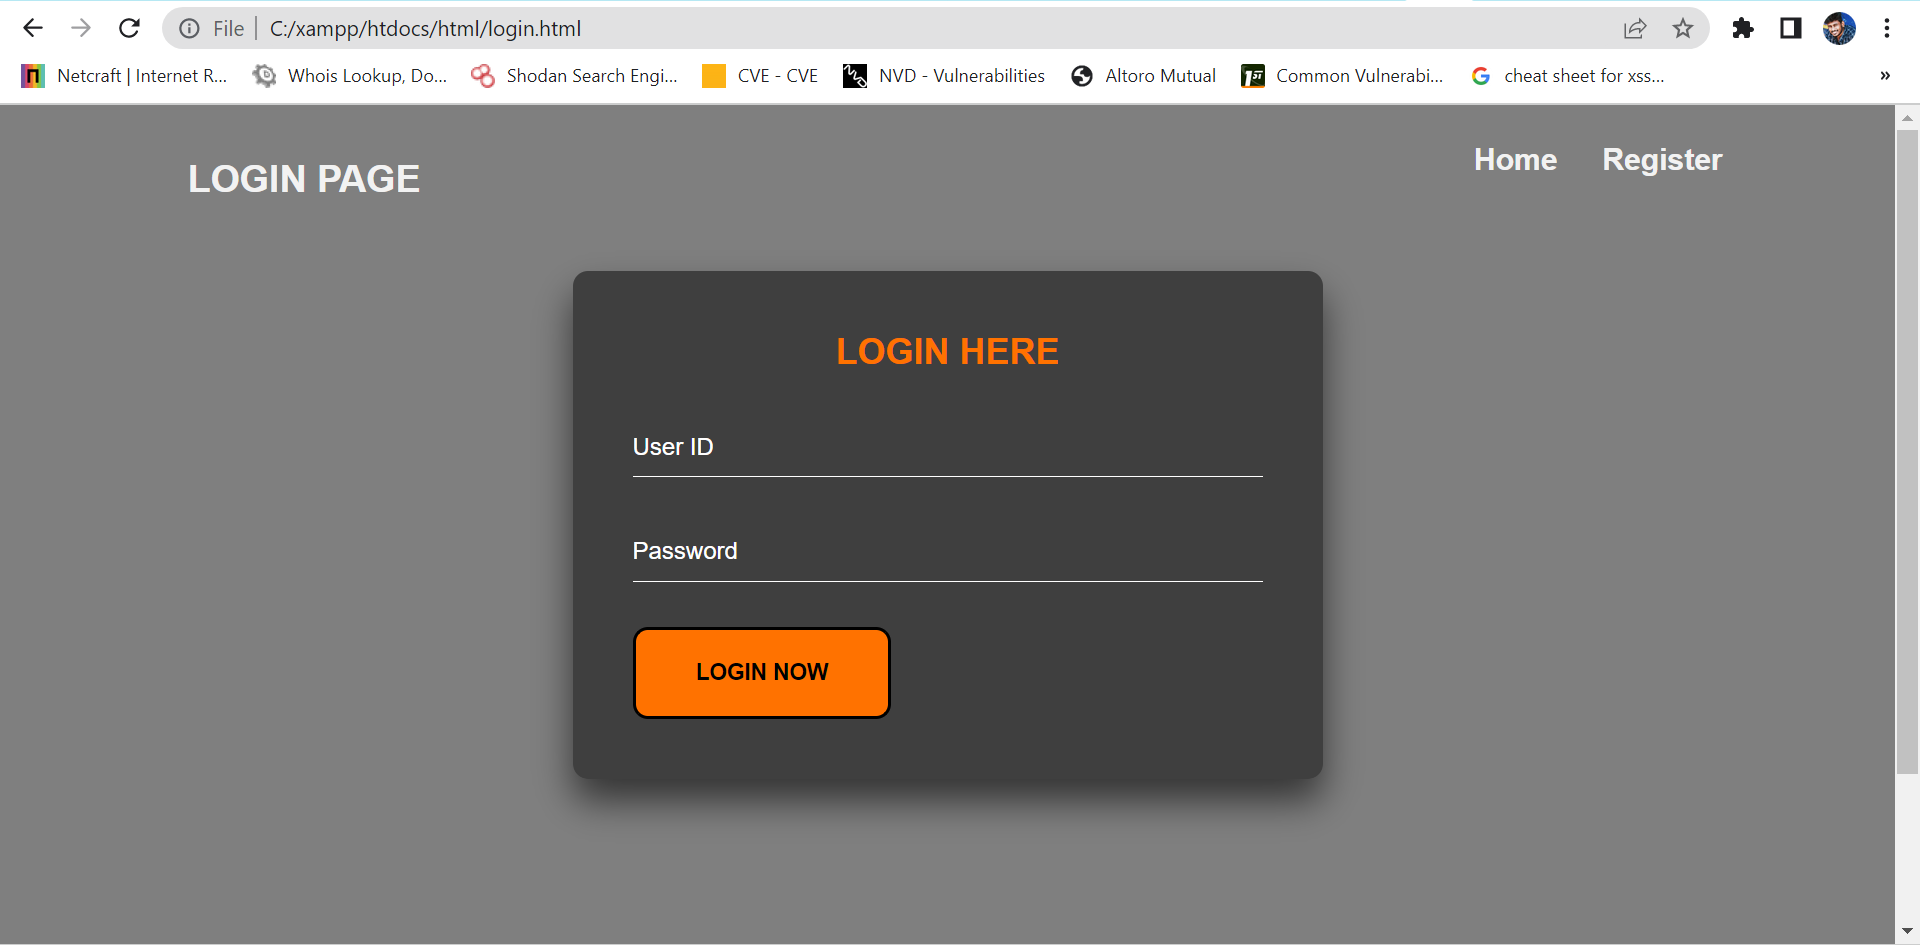 File | C:/xampp/htdocs/html/login.html
Netcraft | Internet R... Whois Lookup, Do... Shodan Search Engi... CVE - CVE NVD - Vulnerabilities Altoro Mutual 1ST Common Vulnerabi... G cheat sheet for xss... »
LOGIN PAGE
Home Register
LOGIN HERE
User ID
Password
LOGIN NOW